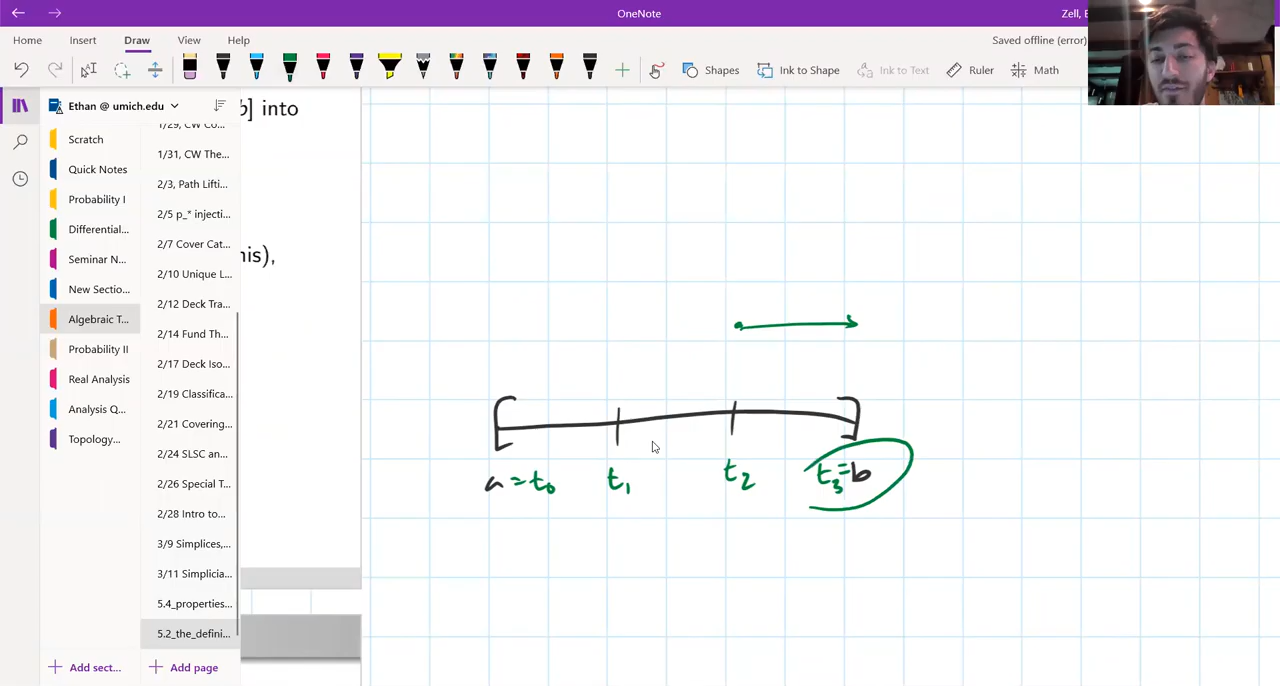 OneNote
Zell, E
Home Insert Draw View Help
Saved offline (error)
Shapes Ink to Shape Ink to Text Ruler Math
Ethan @ umich.edu
b] into
his),
Scratch
Quick Notes
Probability I
Differential...
Seminar N...
New Sectio...
Algebraic T...
Probability II
Real Analysis
Analysis Q...
Topology...
Add sect...
1/29, CW Co...
1/31, CW The...
2/3, Path Lifti...
2/5 p_* injecti...
2/7 Cover Cat...
2/10 Unique L...
2/12 Deck Tra...
2/14 Fund Th...
2/17 Deck Iso...
2/19 Classifica...
2/21 Covering...
2/24 SLSC an...
2/26 Special T...
2/28 Intro to...
3/9 Simplices,...
3/11 Simplicia...
5.4_properties...
5.2_the_defini...
Add page
a = t₀ t₁ t₂ t₃ = b